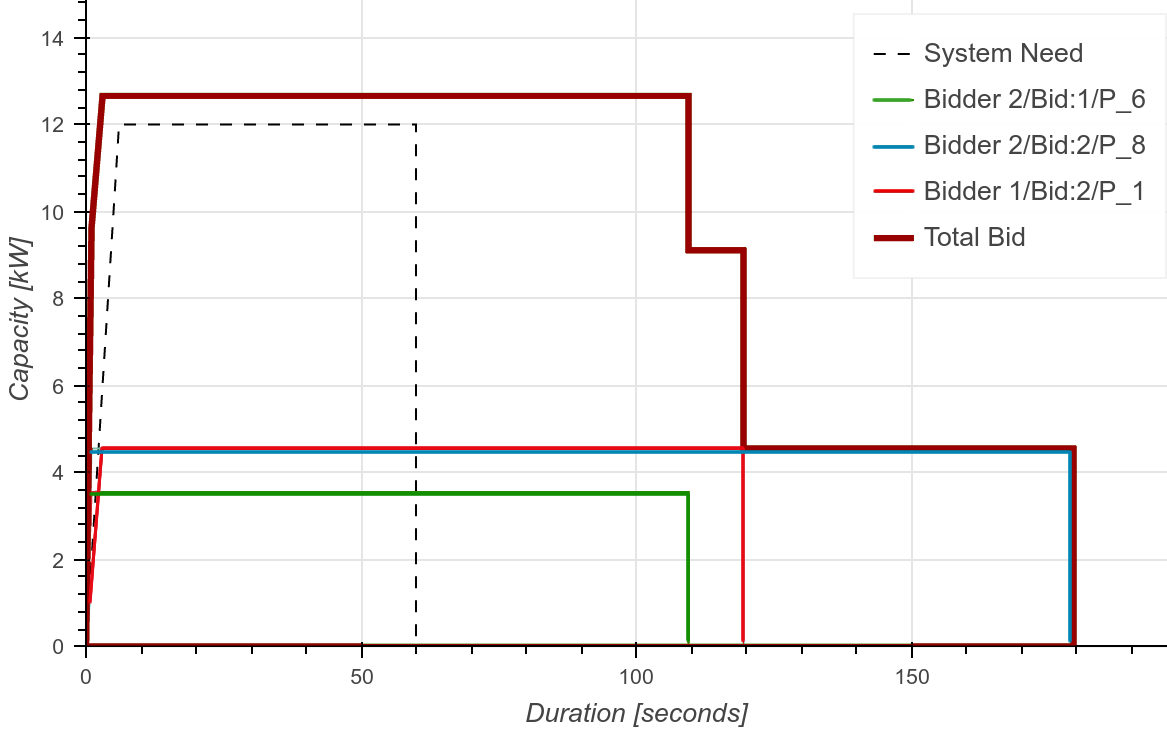 14
12
10
8
6
4
2
0
Capacity [kW]
0
50
100
150
Duration [seconds]
System Need
Bidder 2/Bid:1/P_6
Bidder 2/Bid:2/P_8
Bidder 1/Bid:2/P_1
Total Bid